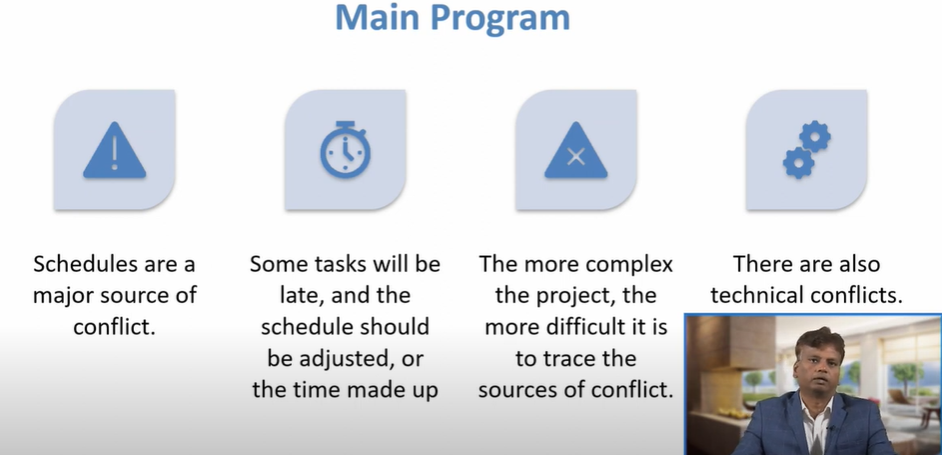 Main Program
Schedules are a
major source of
conflict.
Some tasks will be
late, and the
schedule should
be adjusted, or
the time made up
The more complex
the project, the
more difficult it is
to trace the
sources of conflict.
There are also
technical conflicts.